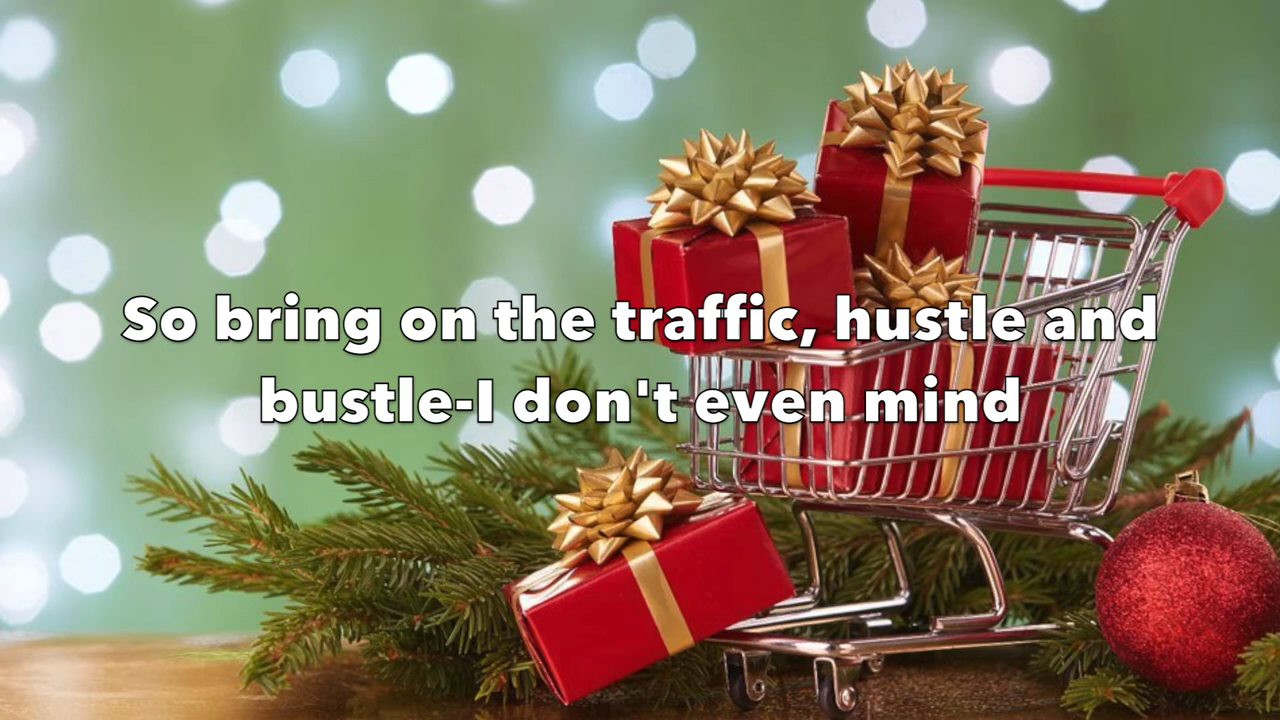 So bring on the traffic, hustle and
bustle-I don't even mind